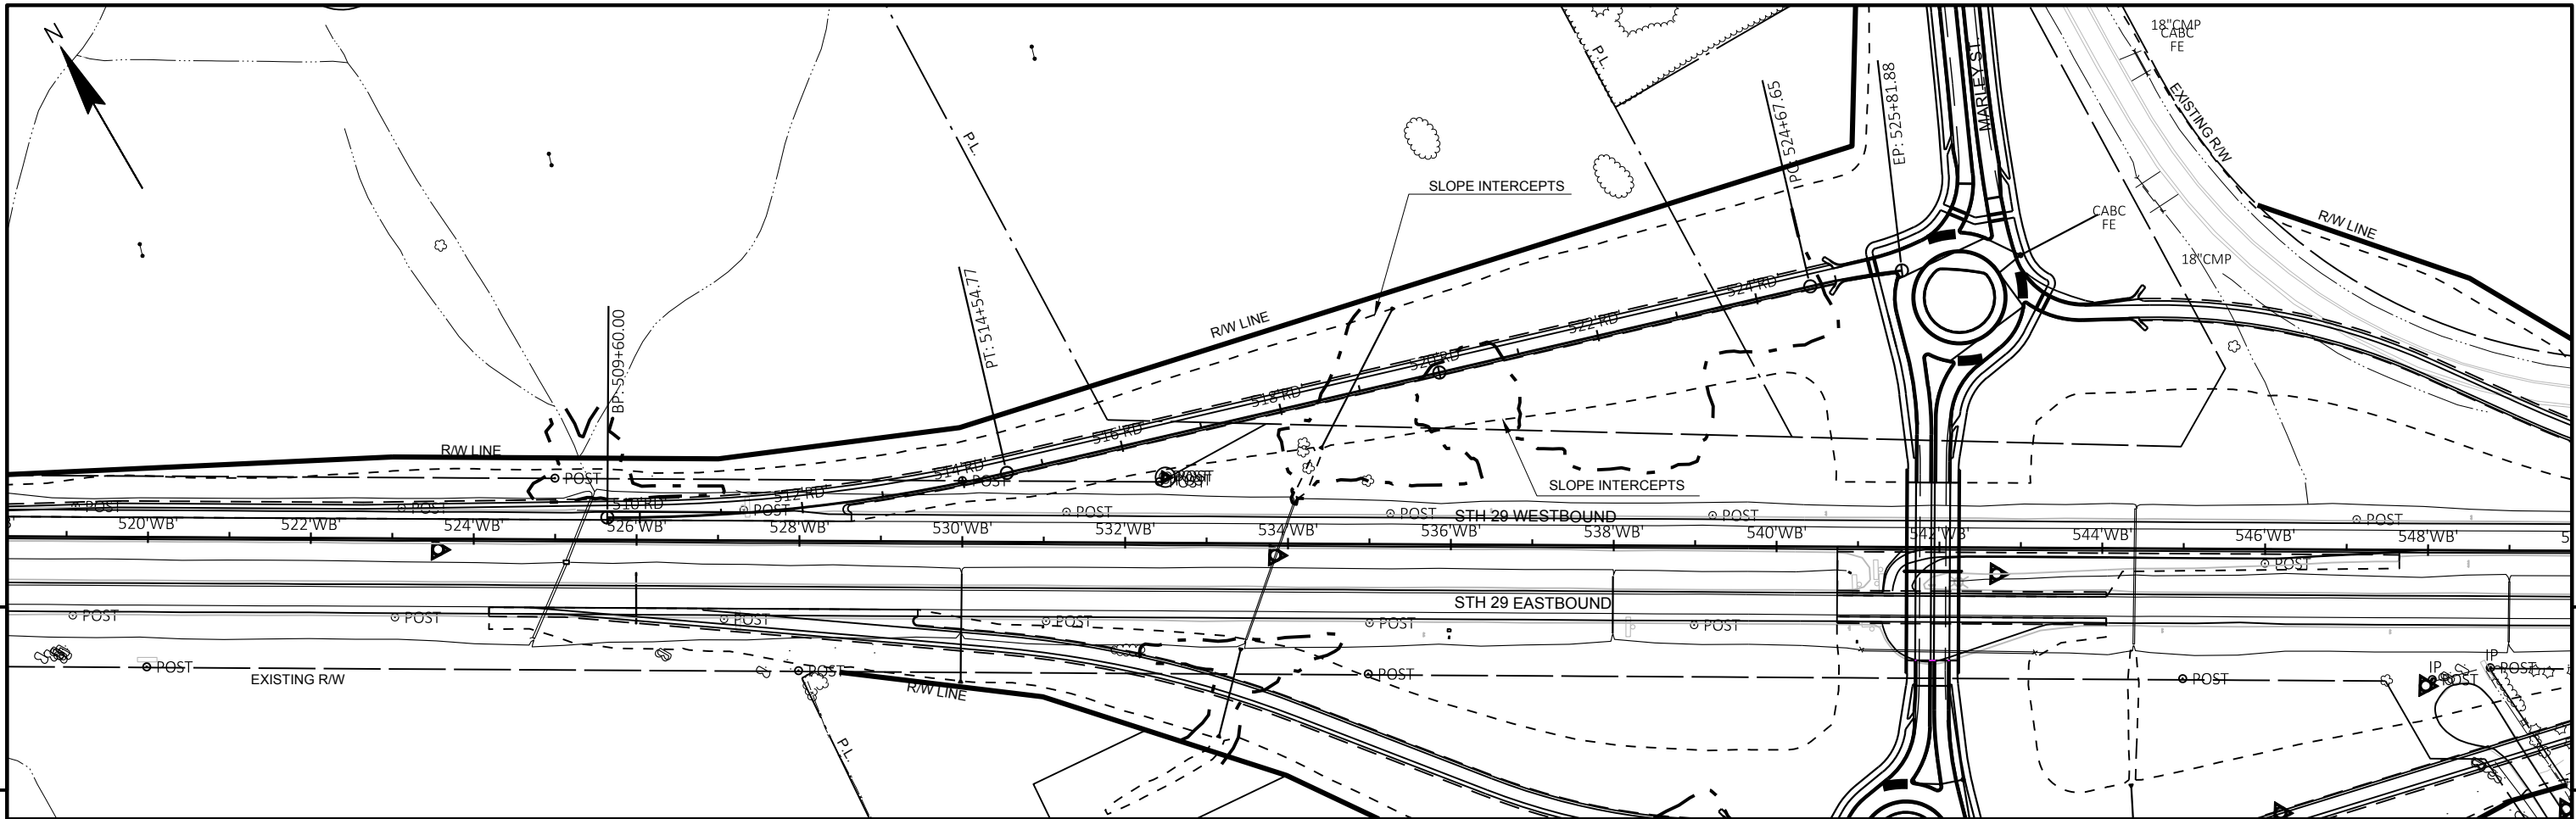 N
18"CMP
CABC
FE
P.L.
MARLEY ST.
EXISTING R/W
PC: 524+67.65
EP: 525+81.88
P.L.
SLOPE INTERCEPTS
CABC
FE
R/W LINE
18"CMP
PT: 514+54.77
BP: 509+60.00
R/W LINE
524'RD'
522'RD'
520'RD'
518'RD'
516'RD'
514'RD'
512'RD'
510'RD'
R/W LINE
POST
POST
POST
POST
SLOPE INTERCEPTS
POST
POST
POST
POST
POST
POST
POST
STH 29 WESTBOUND
520'WB'
522'WB'
524'WB'
526'WB'
528'WB'
530'WB'
532'WB'
534'WB'
536'WB'
538'WB'
540'WB'
542'WB'
544'WB'
546'WB'
548'WB'
POST
STH 29 EASTBOUND
POST
POST
POST
POST
POST
POST
POST
POST
POST
POST
IP
POST
IP
POST
EXISTING R/W
R/W LINE
P.L.